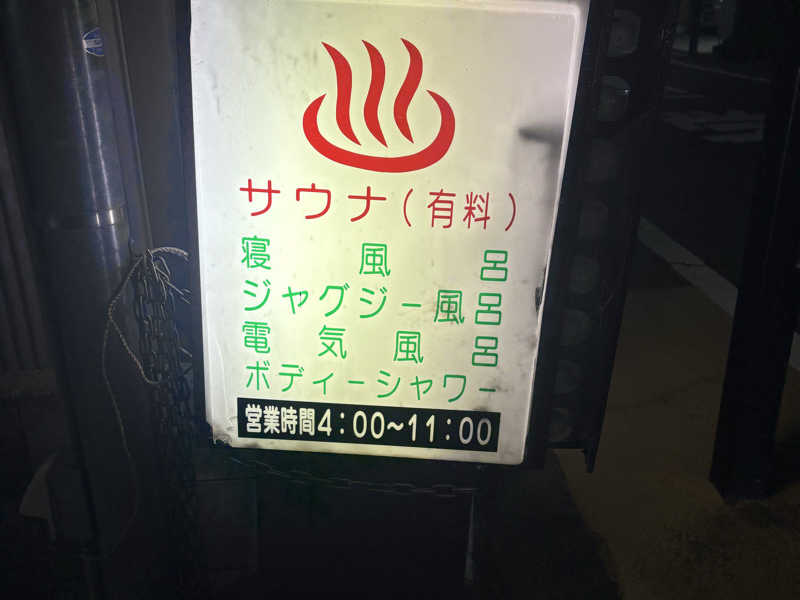 サウナ(有料)
寝風呂
ジャグジー風呂
電気風呂
ボディーシャワー
営業時間4:00~11:00